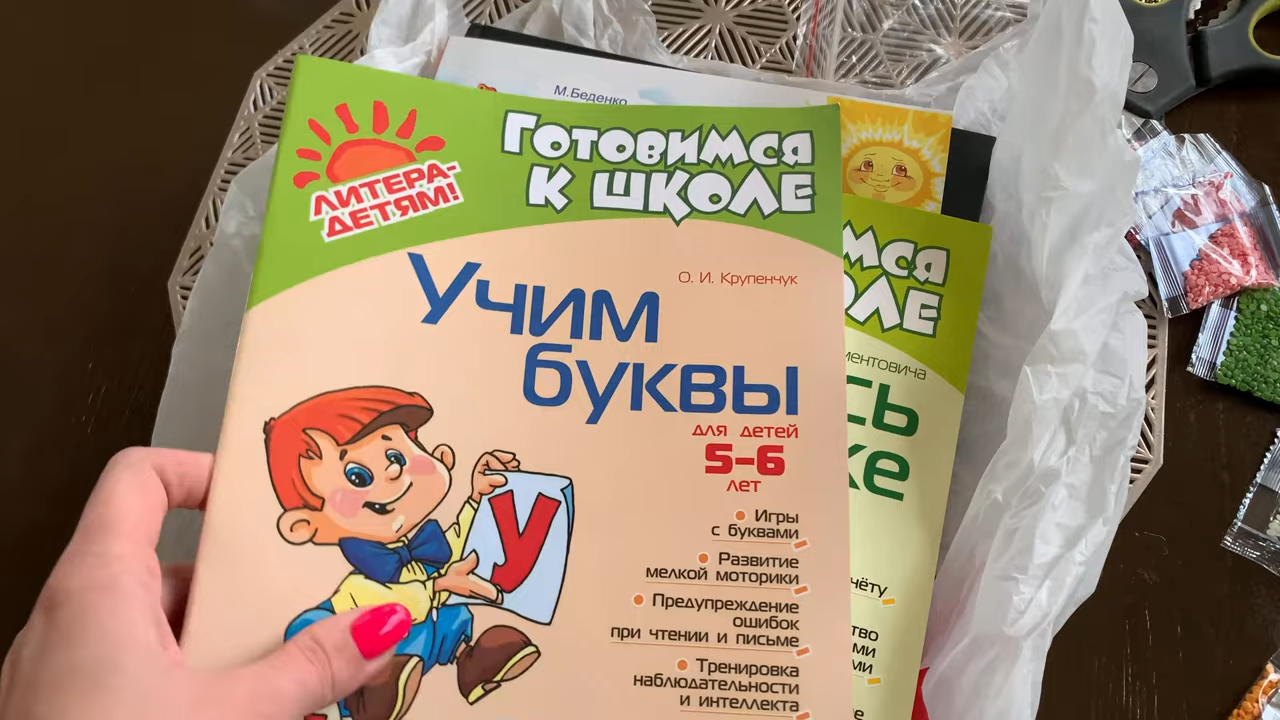 М.Беденко
ЛИТЕРА-
ДЕТЯМ!
ГОТОВИМСЯ
К ШКОЛЕ
О. И. Крупенчук
Учим
буквы
для детей
5-6
лет
Игры
с буквами
Развитие
мелкой моторики
Предупреждение
ошибок
при чтении и письме
Тренировка
наблюдательности
и интеллекта
У
МСЯ
ОЛЕ
ментовича
сь
ке
чёту
тво
ми
ми
е